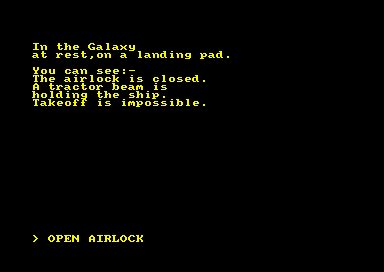 In the Galaxy
at rest,on a landing pad.
You can see:-
The airlock is closed.
A tractor beam is
holding the ship.
Takeoff is impossible.
> OPEN AIRLOCK